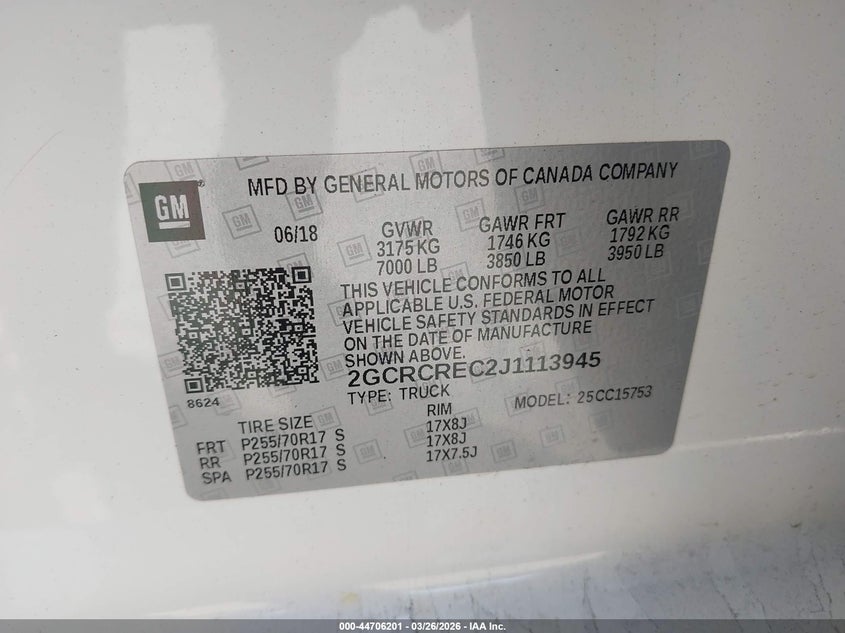 GM
MFD BY GENERAL MOTORS OF CANADA COMPANY
06/18
GVWR GAWR FRT GAWR RR
3175 KG 1746 KG 1792 KG
7000 LB 3850 LB 3950 LB
THIS VEHICLE CONFORMS TO ALL
APPLICABLE U.S. FEDERAL MOTOR
VEHICLE SAFETY STANDARDS IN EFFECT
ON THE DATE OF MANUFACTURE
SHOWN ABOVE.
2GCRCREC2J1113945
8624
TYPE: TRUCK MODEL: 25CC15753
TIRE SIZE RIM
FRT P255/70R17 S 17X8J
RR P255/70R17 S 17X8J
SPA P255/70R17 S 17X7.5J
000-44706201 - 03/26/2026 - IAA Inc.